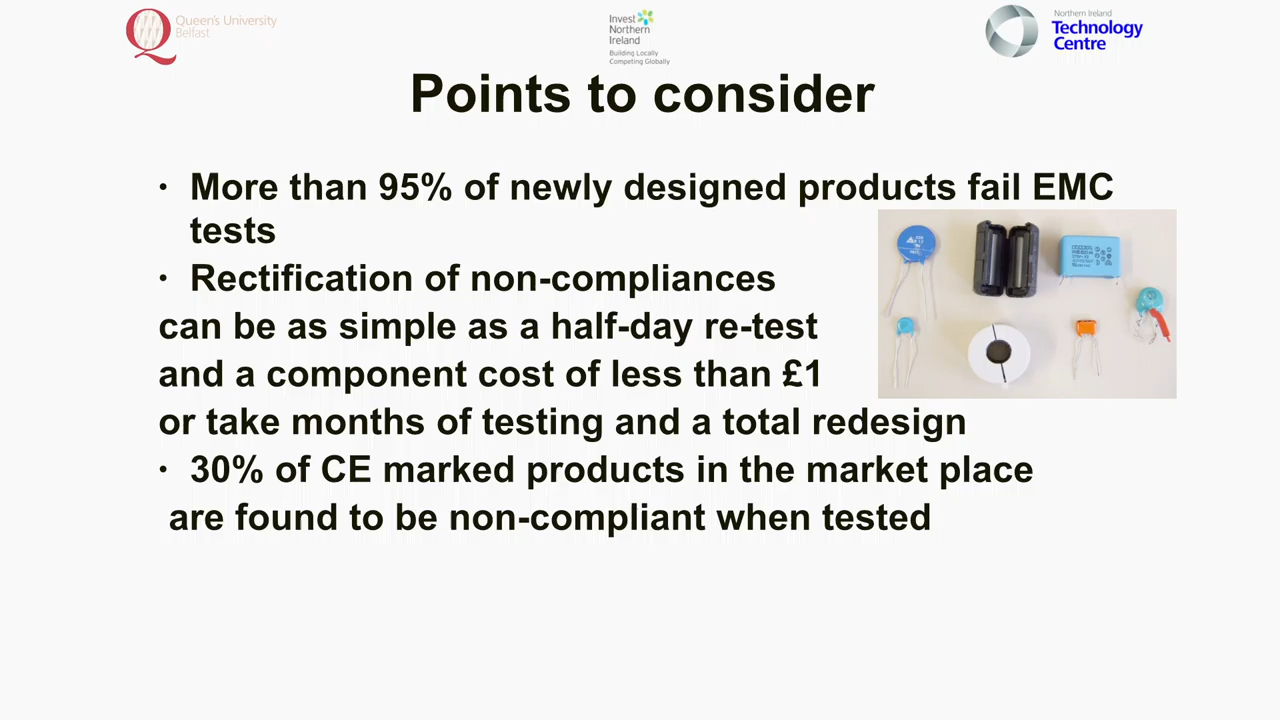 Queen's University
Belfast
Invest
Northern
Ireland
Building Locally
Competing Globally
Northern Ireland
Technology
Centre
Points to consider
• More than 95% of newly designed products fail EMC
tests
• Rectification of non-compliances
can be as simple as a half-day re-test
and a component cost of less than £1
or take months of testing and a total redesign
• 30% of CE marked products in the market place
are found to be non-compliant when tested